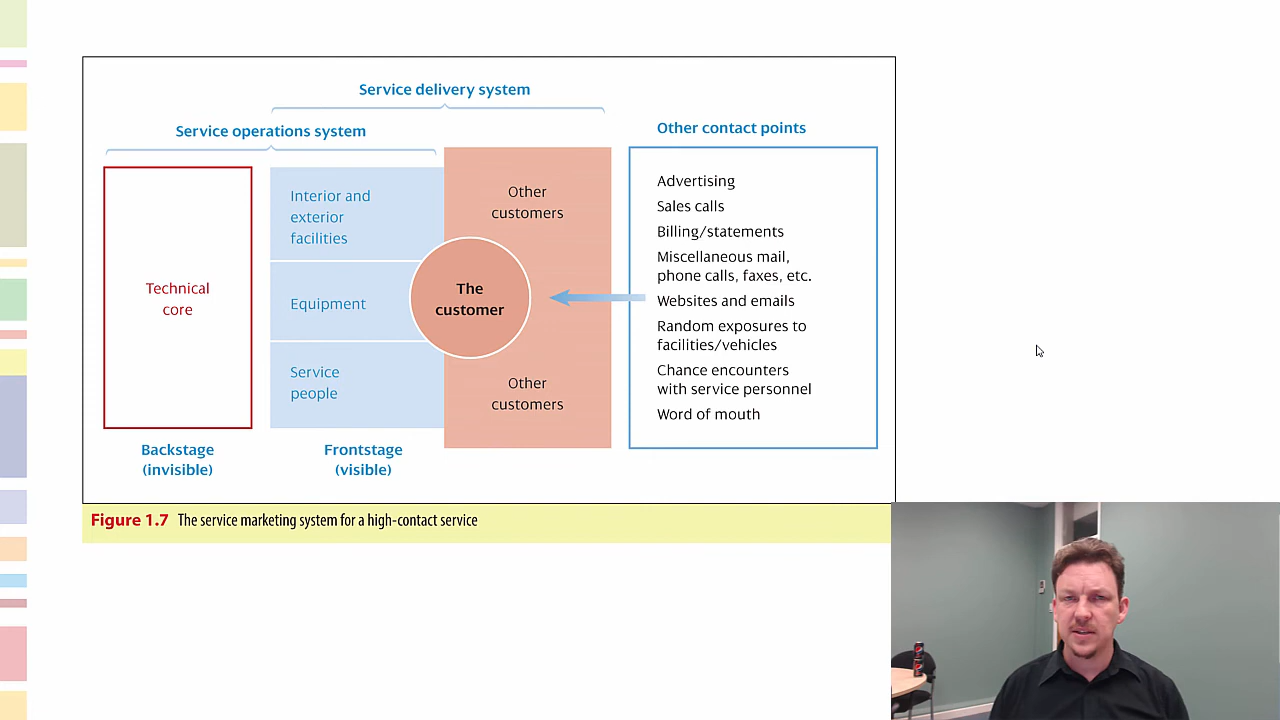 Service delivery system
Service operations system
Other contact points
Technical
core
Interior and
exterior
facilities
Equipment
Service
people
Other
customers
The
customer
Other
customers
Advertising
Sales calls
Billing/statements
Miscellaneous mail,
phone calls, faxes, etc.
Websites and emails
Random exposures to
facilities/vehicles
Chance encounters
with service personnel
Word of mouth
Backstage
(invisible)
Frontstage
(visible)
Figure 1.7 The service marketing system for a high-contact service